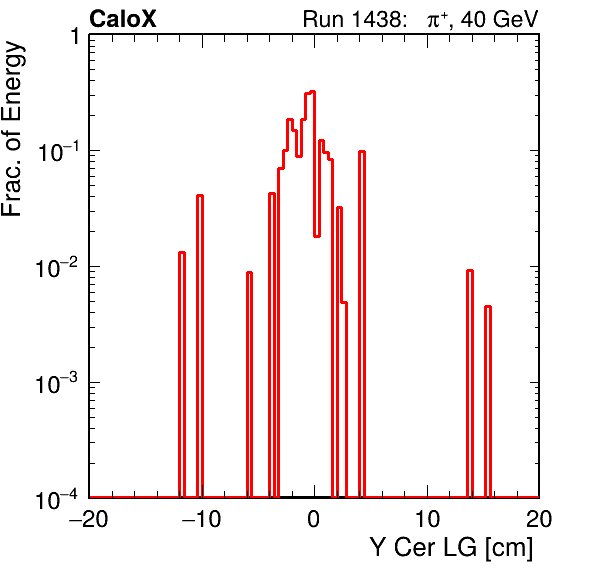 CaloX Run 1438: π⁺, 40 GeV
Frac. of Energy
1
10⁻¹
10⁻²
10⁻³
10⁻⁴
−20 −10 0 10 20
Y Cer LG [cm]